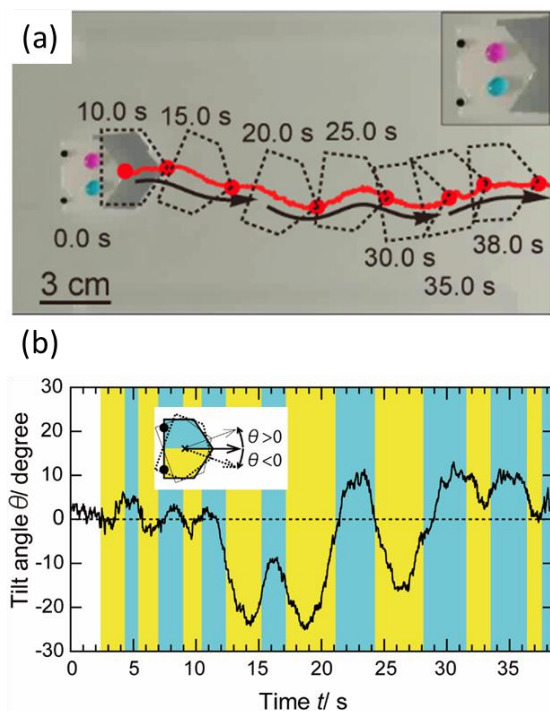 (a)
10.0 s
15.0 s
20.0 s
25.0 s
0.0 s
30.0 s
38.0 s
35.0 s
3 cm
(b)
30
20
10
0
-10
-20
-30
Tilt angle θ/ degree
θ >0
θ <0
0 5 10 15 20 25 30 35
Time t/ s